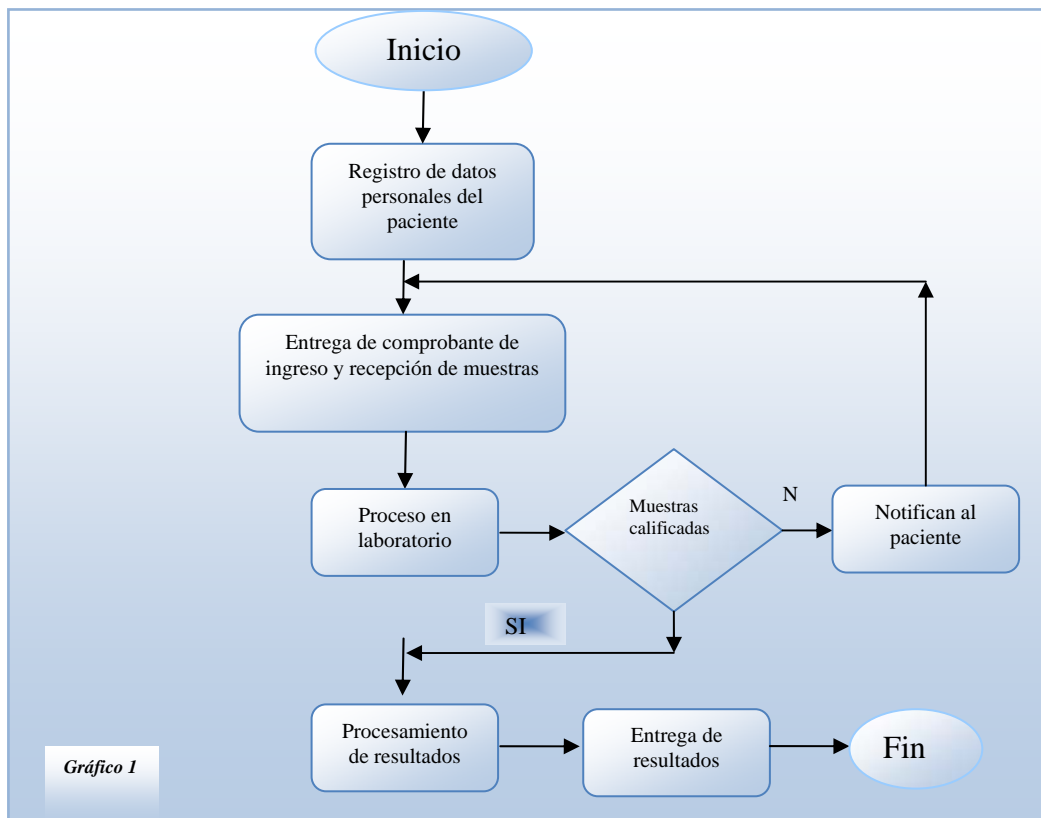 Inicio
Registro de datos
personales del
paciente
Entrega de comprobante de
ingreso y recepción de muestras
Proceso en
laboratorio
Muestras
calificadas
N
Notifican al
paciente
SI
Procesamiento
de resultados
Entrega de
resultados
Fin
Gráfico 1